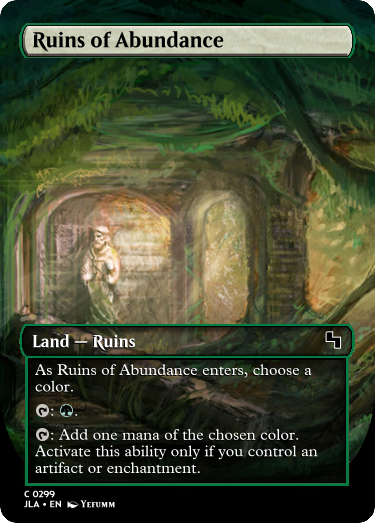 Ruins of Abundance
Land — Ruins
As Ruins of Abundance enters, choose a
color.
: .
: Add one mana of the chosen color.
Activate this ability only if you control an
artifact or enchantment.
C 0299
JLA • EN Yefumm